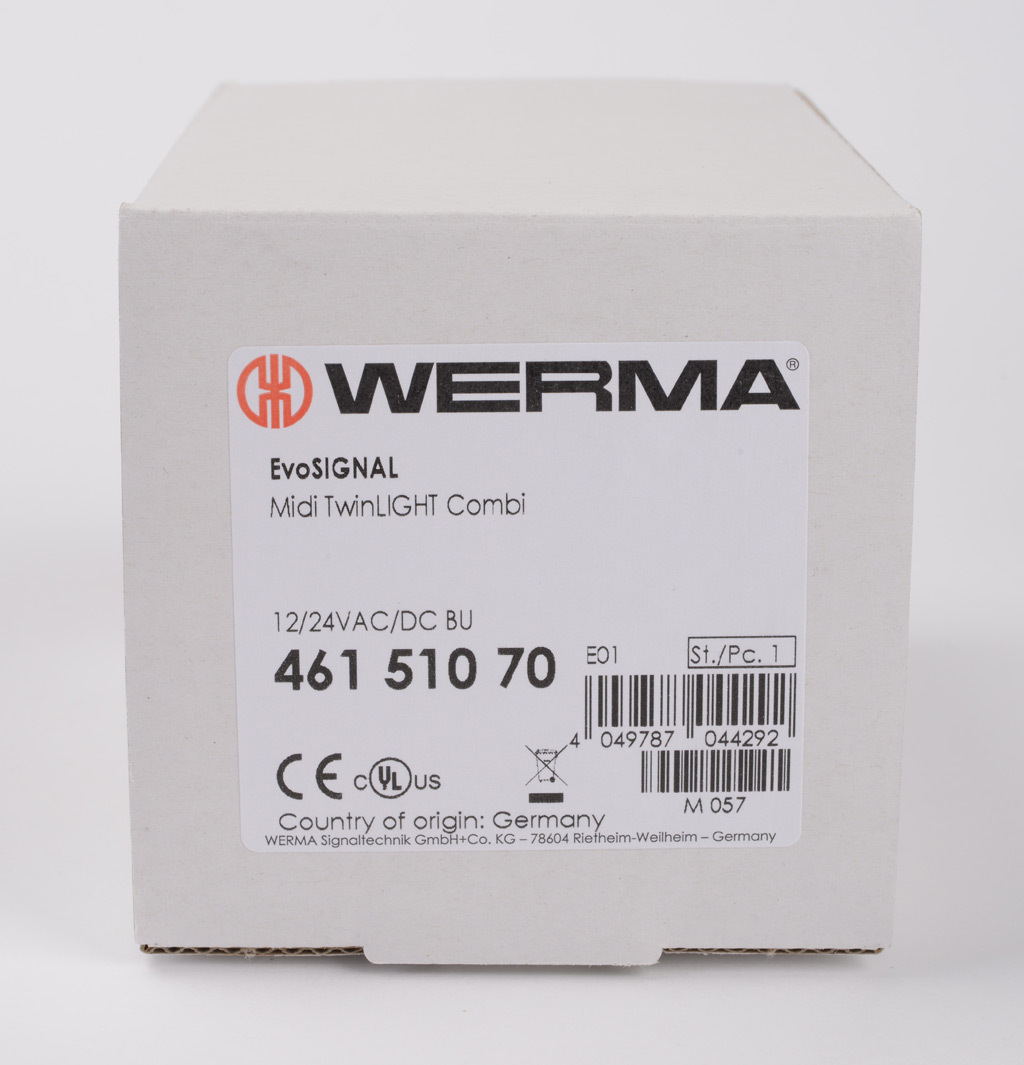 WERMA®
EvoSIGNAL
Midi TwinLIGHT Combi
12/24VAC/DC BU
461 510 70
E01
St./Pc. 1
4 049787 044292
CE c UL us
M 057
Country of origin: Germany
WERMA Signaltechnik GmbH+Co. KG – 78604 Rietheim-Weilheim – Germany